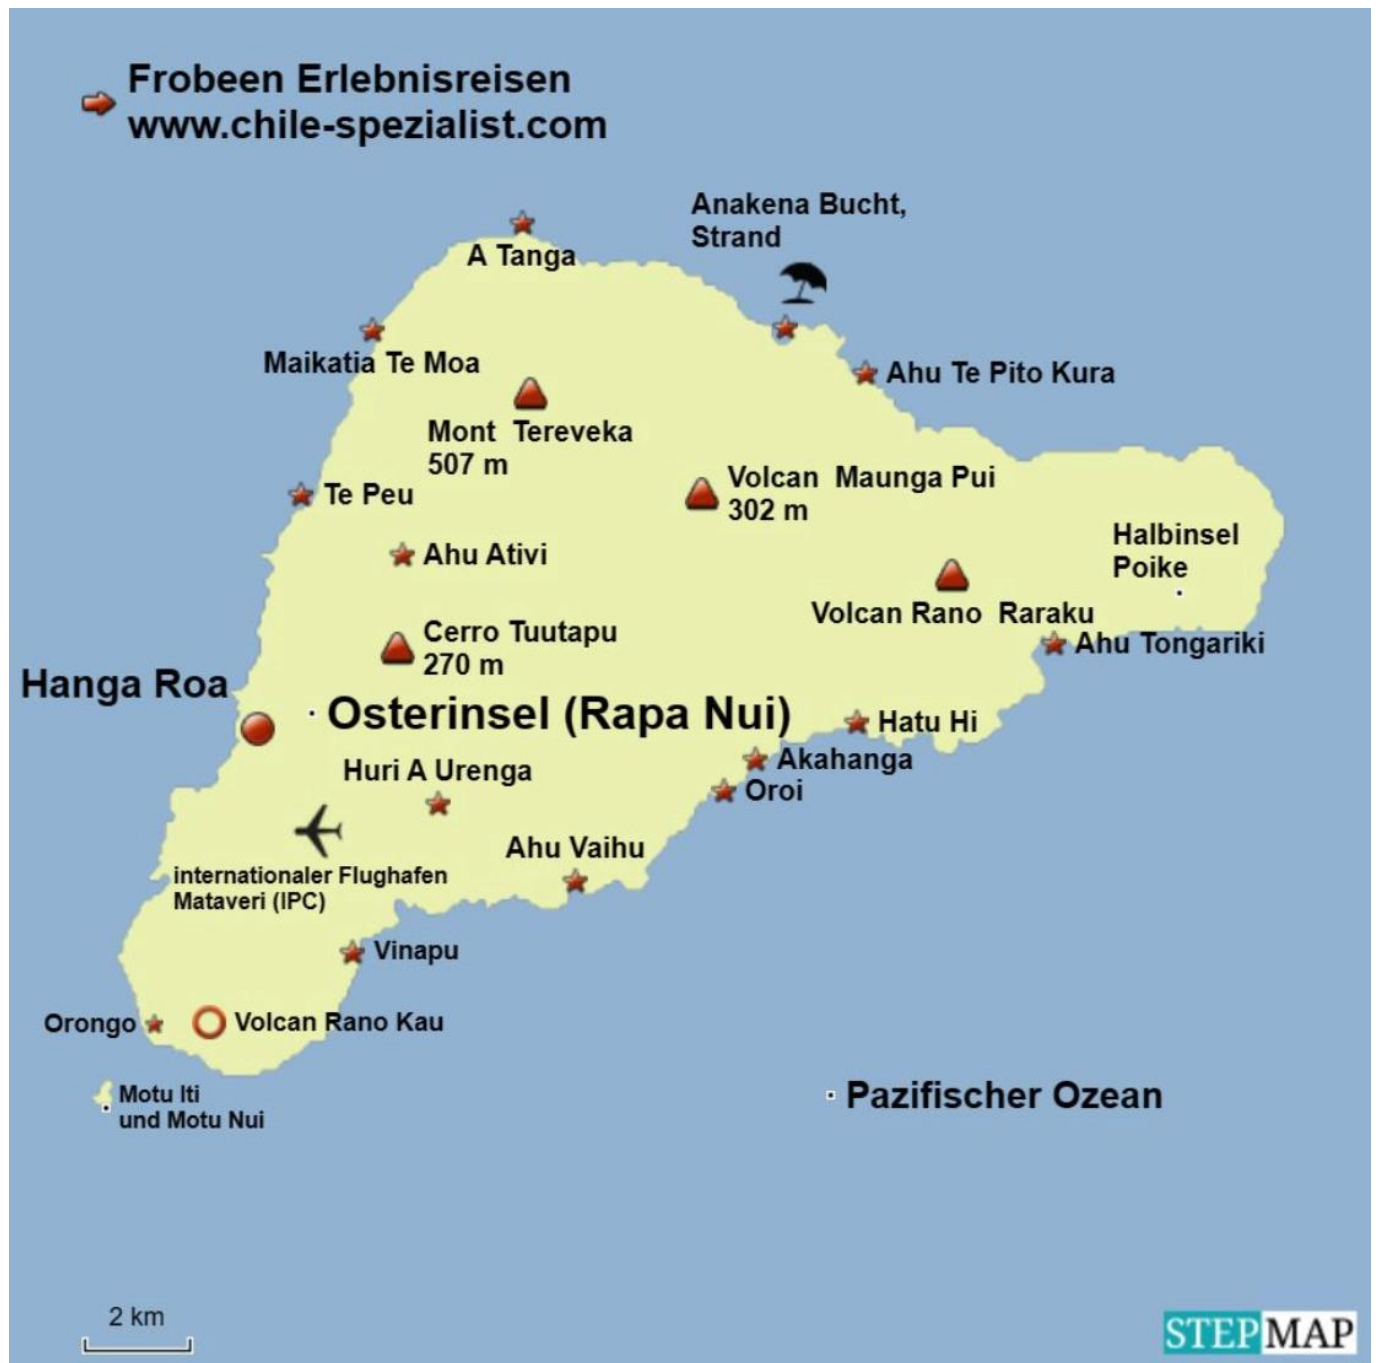 Frobeen Erlebnisreisen
www.chile-spezialist.com
Anakena Bucht,
Strand
A Tanga
Maikatia Te Moa
Ahu Te Pito Kura
Mont Tereveka
507 m
Volcan Maunga Pui
302 m
Te Peu
Halbinsel
Poike
Ahu Ativi
Volcan Rano Raraku
Cerro Tuutapu
270 m
Ahu Tongariki
Hanga Roa
Osterinsel (Rapa Nui)
Hatu Hi
Akahanga
Huri A Urenga
Oroi
Ahu Vaihu
internationaler Flughafen
Mataveri (IPC)
Vinapu
Orongo
Volcan Rano Kau
Motu Iti
und Motu Nui
Pazifischer Ozean
2 km
STEPMAP